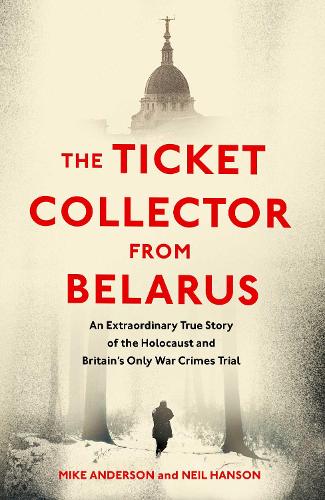 THE TICKET
COLLECTOR
FROM
BELARUS
An Extraordinary True Story
of the Holocaust and
Britain's Only War Crimes Trial
MIKE ANDERSON and NEIL HANSON